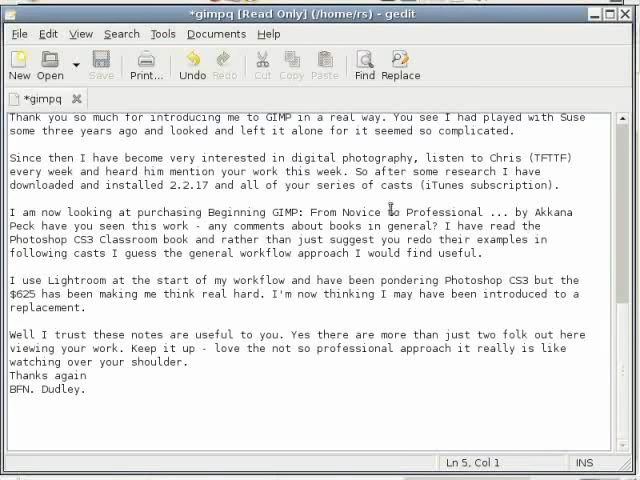 *gimpq [Read Only] (/home/rs) - gedit
File Edit View Search Tools Documents Help
New Open Save Print... Undo Redo Cut Copy Paste Find Replace
*gimpq
Thank you so much for introducing me to GIMP in a real way. You see I had played with Suse
some three years ago and looked and left it alone for it seemed so complicated.
Since then I have become very interested in digital photography, listen to Chris (TFTTF)
every week and heard him mention your work this week. So after some research I have
downloaded and installed 2.2.17 and all of your series of casts (iTunes subscription).
I am now looking at purchasing Beginning GIMP: From Novice to Professional ... by Akkana
Peck have you seen this work - any comments about books in general? I have read the
Photoshop CS3 Classroom book and rather than just suggest you redo their examples in
following casts I guess the general workflow approach I would find useful.
I use Lightroom at the start of my workflow and have been pondering Photoshop CS3 but the
$625 has been making me think real hard. I'm now thinking I may have been introduced to a
replacement.
Well I trust these notes are useful to you. Yes there are more than just two folk out here
viewing your work. Keep it up - love the not so professional approach it really is like
watching over your shoulder.
Thanks again
BFN. Dudley.
Ln 5, Col 1 INS